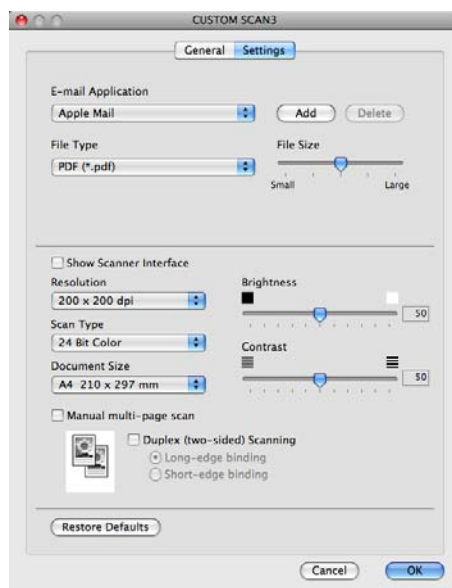 CUSTOM SCAN3
General Settings
E-mail Application
Apple Mail Add Delete
File Type File Size
PDF (*.pdf)
Small Large
Show Scanner Interface
Resolution Brightness
200 x 200 dpi 50
Scan Type
24 Bit Color Contrast
Document Size
A4 210 x 297 mm 50
Manual multi-page scan
Duplex (two-sided) Scanning
Long-edge binding
Short-edge binding
Restore Defaults
Cancel OK